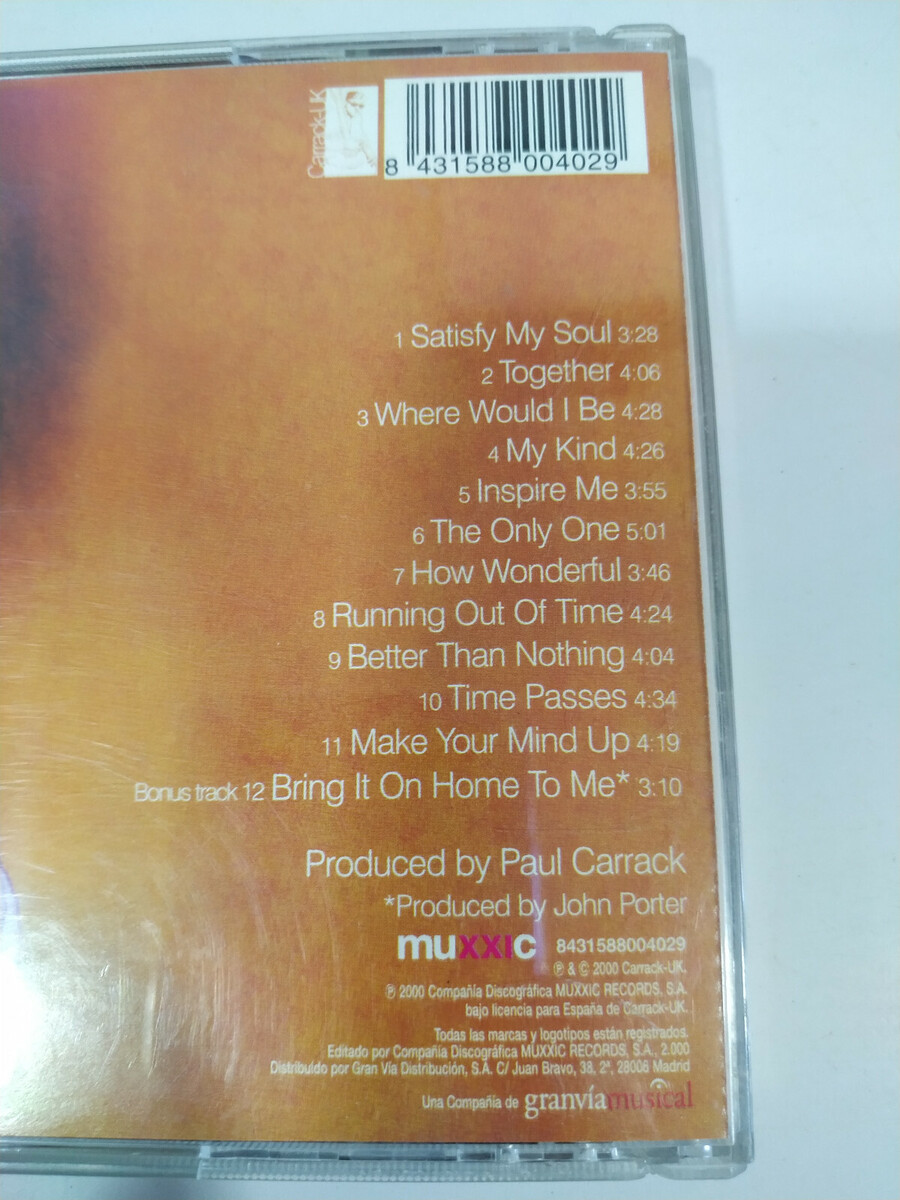 Carrack-UK
8 431588 004029
1 Satisfy My Soul 3:28
2 Together 4:06
3 Where Would I Be 4:28
4 My Kind 4:26
5 Inspire Me 3:55
6 The Only One 5:01
7 How Wonderful 3:46
8 Running Out Of Time 4:24
9 Better Than Nothing 4:04
10 Time Passes 4:34
11 Make Your Mind Up 4:19
Bonus track 12 Bring It On Home To Me* 3:10
Produced by Paul Carrack
*Produced by John Porter
muxxic 8431588004029
℗ & © 2000 Carrack-UK.
℗ 2000 Compañía Discográfica MUXXIC RECORDS, S.A.
bajo licencia para España de Carrack-UK.
Todas las marcas y logotipos están registrados.
Editado por Compañía Discográfica MUXXIC RECORDS, S.A., 2.000
Distribuido por Gran Vía Distribución, S.A. C/ Juan Bravo, 38, 2ª, 28006 Madrid
Una Compañía de granvíamusical